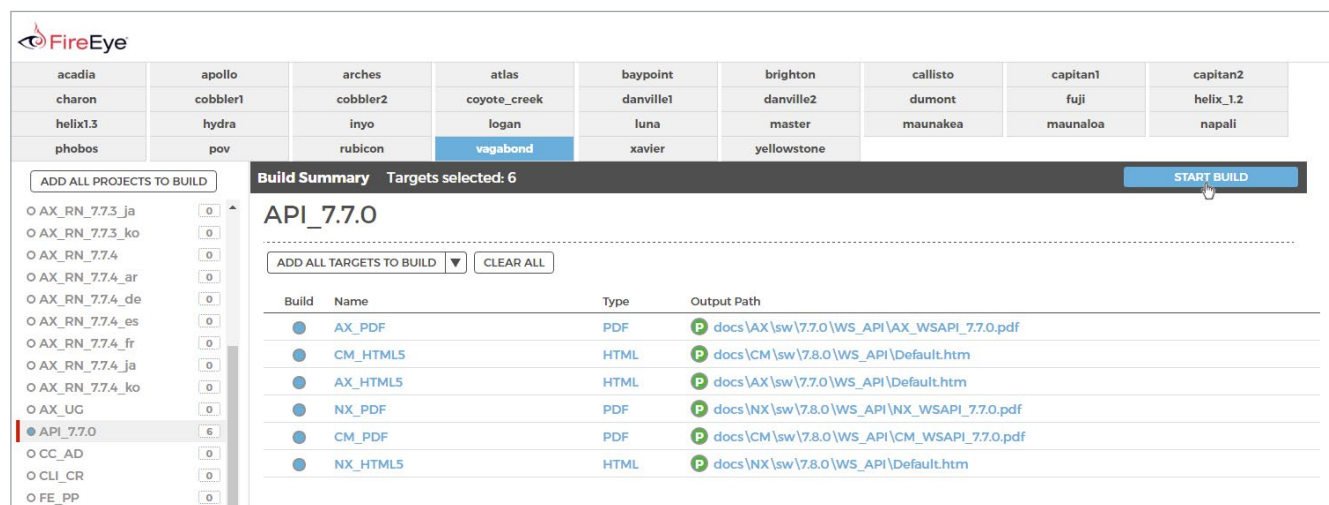 FireEye
acadia apollo arches atlas baypoint brighton callisto capitan1 capitan2
charon cobbler1 cobbler2 coyote_creek danville1 danville2 dumont fuji helix_1.2
helix1.3 hydra inyo logan luna master maunakea maunaloa napali
phobos pov rubicon vagabond xavier yellowstone
ADD ALL PROJECTS TO BUILD
Build Summary Targets selected: 6 START BUILD
AX_RN_7.7.3_ja 0
AX_RN_7.7.3_ko 0
AX_RN_7.7.4 0
AX_RN_7.7.4_ar 0
AX_RN_7.7.4_de 0
AX_RN_7.7.4_es 0
AX_RN_7.7.4_fr 0
AX_RN_7.7.4_ja 0
AX_RN_7.7.4_ko 0
AX_UG 0
API_7.7.0 6
CC_AD 0
CLI_CR 0
FE_PP 0
API_7.7.0
ADD ALL TARGETS TO BUILD CLEAR ALL
Build Name Type Output Path
AX_PDF PDF P docs\AX\sw\7.7.0\WS_API\AX_WSAPI_7.7.0.pdf
CM_HTML5 HTML P docs\CM\sw\7.8.0\WS_API\Default.htm
AX_HTML5 HTML P docs\AX\sw\7.7.0\WS_API\Default.htm
NX_PDF PDF P docs\NX\sw\7.8.0\WS_API\NX_WSAPI_7.7.0.pdf
CM_PDF PDF P docs\CM\sw\7.8.0\WS_API\CM_WSAPI_7.7.0.pdf
NX_HTML5 HTML P docs\NX\sw\7.8.0\WS_API\Default.htm